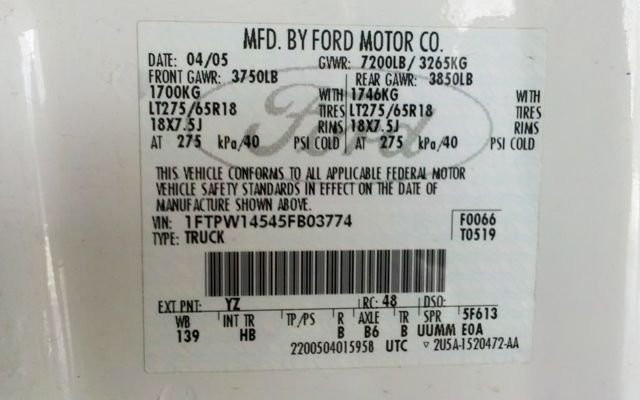 MFD. BY FORD MOTOR CO.
DATE: 04/05 GVWR: 7200LB/ 3265KG
FRONT GAWR: 3750LB REAR GAWR: 3850LB
1700KG WITH 1746KG WITH
LT275/65R18 TIRES LT275/65R18 TIRES
18X7.5J RIMS 18X7.5J RIMS
AT 275 kPa/40 PSI COLD AT 275 kPa/40 PSI COLD
Ford
THIS VEHICLE CONFORMS TO ALL APPLICABLE FEDERAL MOTOR
VEHICLE SAFETY STANDARDS IN EFFECT ON THE DATE OF
MANUFACTURE SHOWN ABOVE.
VIN: 1FTPW14545FB03774 F0066
TYPE: TRUCK T0519
EXT PNT: YZ RC: 48 DSO:
WB INT TR TP/PS R AXLE TR SPR 5F613
139 HB B B6 B UUMM E0A
2200504015958 UTC ▽ 2U5A-1520472-AA